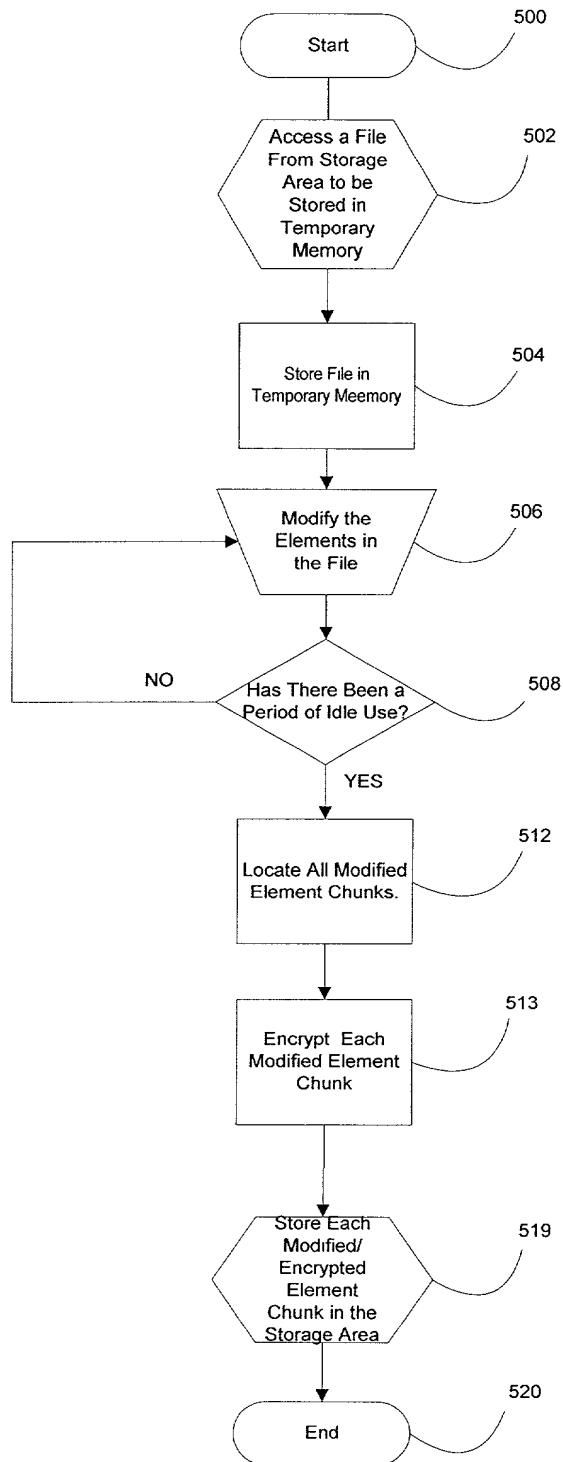 Start
500
Access a File
From Storage
Area to be
Stored in
Temporary
Memory
502
Store File in
Temporary Meemory
504
Modify the
Elements in
the File
506
Has There Been a
Period of Idle Use?
508
NO
YES
Locate All Modified
Element Chunks.
512
Encrypt Each
Modified Element
Chunk
513
Store Each
Modified/
Encrypted
Element
Chunk in the
Storage Area
519
End
520